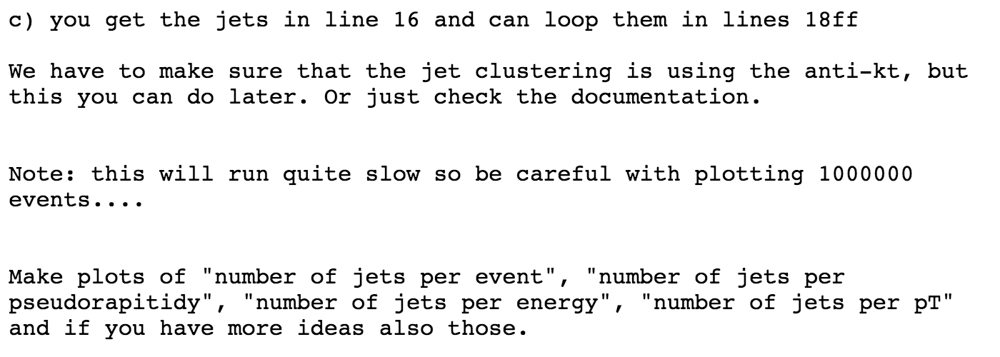 c) you get the jets in line 16 and can loop them in lines 18ff
We have to make sure that the jet clustering is using the anti-kt, but
this you can do later. Or just check the documentation.
Note: this will run quite slow so be careful with plotting 1000000
events....
Make plots of "number of jets per event", "number of jets per
pseudorapitidy", "number of jets per energy", "number of jets per pT"
and if you have more ideas also those.